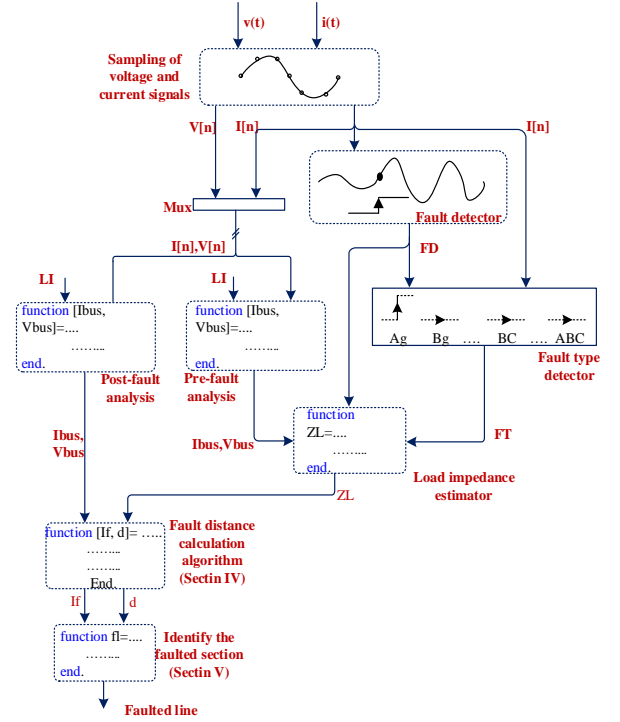 v(t)
i(t)
Sampling of
voltage and
current signals
V[n]
I[n]
I[n]
Mux
Fault detector
I[n],V[n]
FD
LI
LI
function [Ibus,
Vbus]=....
………
end.
Post-fault
analysis
function [Ibus,
Vbus]=....
………
end.
Pre-fault
analysis
Ag
Bg
….
BC
….
ABC
Fault type
detector
Ibus,
Vbus
Ibus,Vbus
function
ZL=....
………
end.
FT
Load impedance
estimator
ZL
function [If, d]= …..
………
………
End.
Fault distance
calculation
algorithm
(Sectin IV)
If
d
function fl=....
………
end.
Identify the
faulted section
(Sectin V)
Faulted line